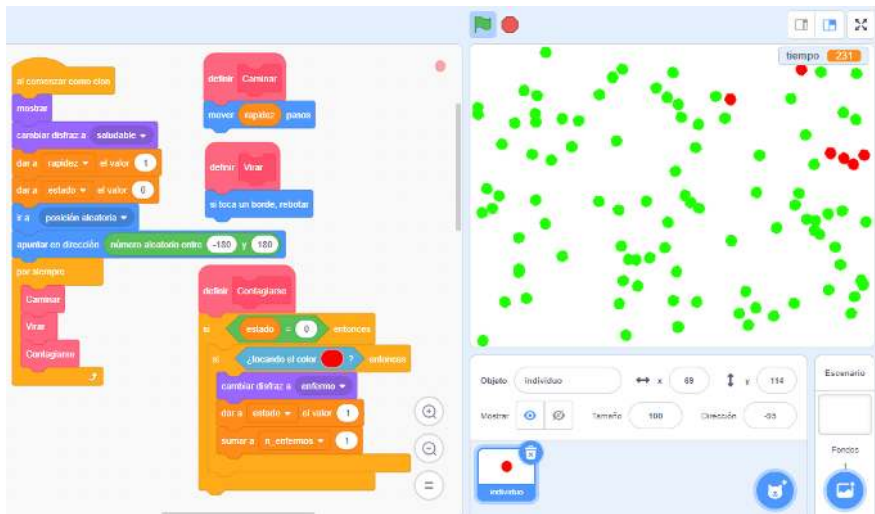 al comenzar como clon
mostrar
cambiar disfraz a saludable
dar a rapidez el valor 1
dar a estado el valor 0
ir a posición aleatoria
apuntar en dirección número aleatorio entre -180 y 180
por siempre
Caminar
Virar
Contagiarse
definir Caminar
mover rapidez pasos
definir Virar
si toca un borde, rebotar
definir Contagiarse
si estado = 0 entonces
si ¿tocando el color ? entonces
cambiar disfraz a enfermo
dar a estado el valor 1
sumar a n_enfermos 1
tiempo 231
Objeto individuo x 69 y 114
Mostrar Tamaño 100 Dirección
individuo
Escenario
Fondos
1